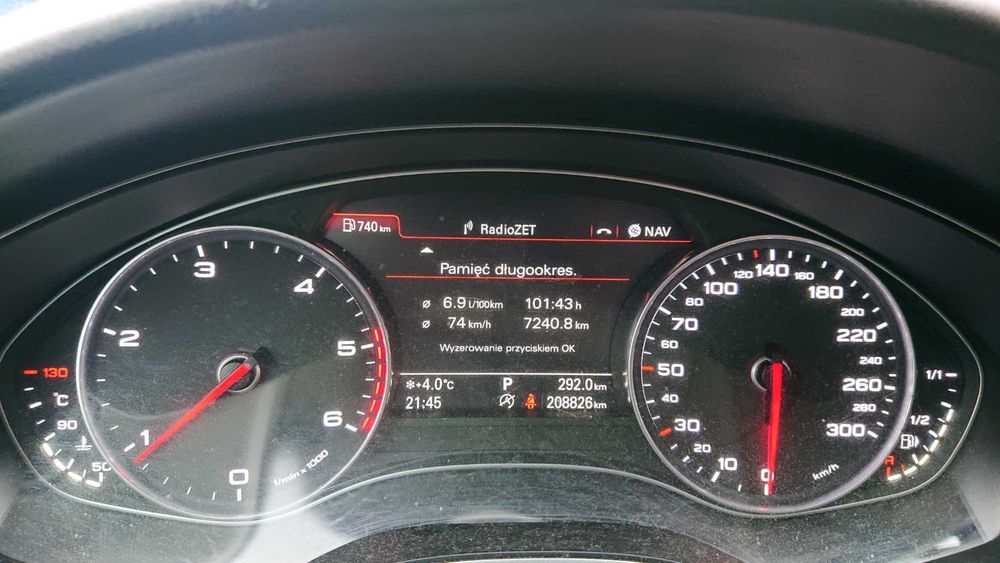 740 km
RadioZET
NAV
Pamięć długookres.
ø 6.9 l/100km 101:43 h
ø 74 km/h 7240.8 km
Wyzerowanie przyciskiem OK
+4.0°C P 292.0 km
21:45 208826 km
0
1
2
3
4
5
6
1/min x 1000
130
°C
90
50
0
10
20
30
40
50
60
70
80
100
120
140
160
180
200
220
240
260
280
300
km/h
1/1
1/2
R